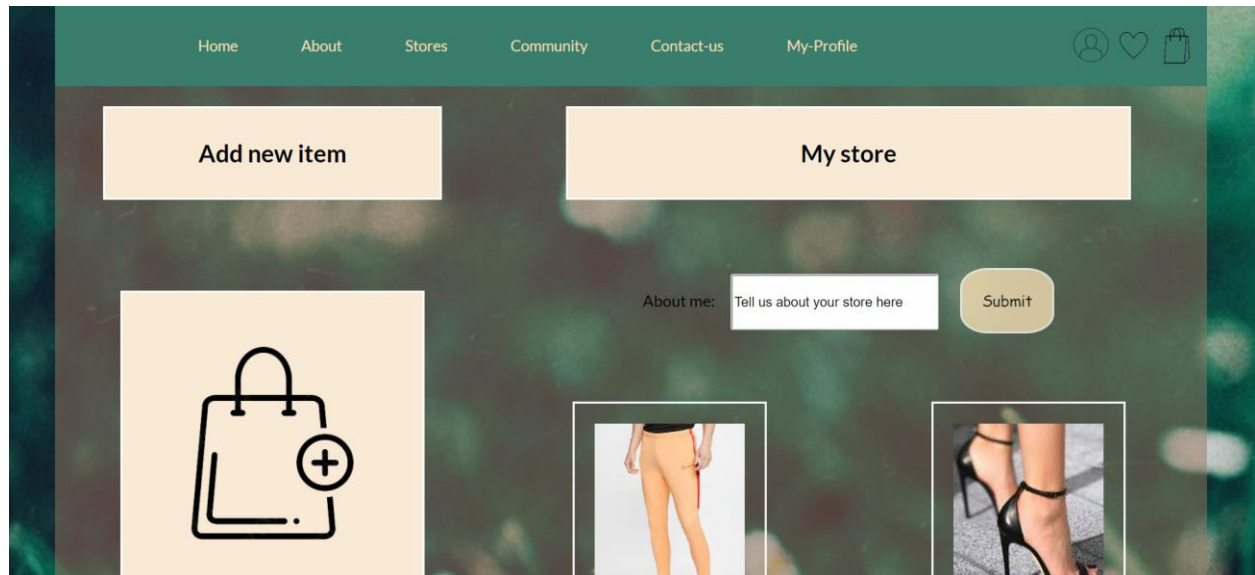 Home About Stores Community Contact-us My-Profile
Add new item
My store
About me: Tell us about your store here Submit